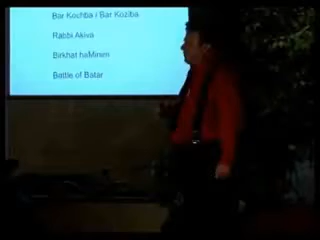 Bar Kochba / Bar Koziba
Rabbi Akiva
Birkhat haMinim
Battle of Batar